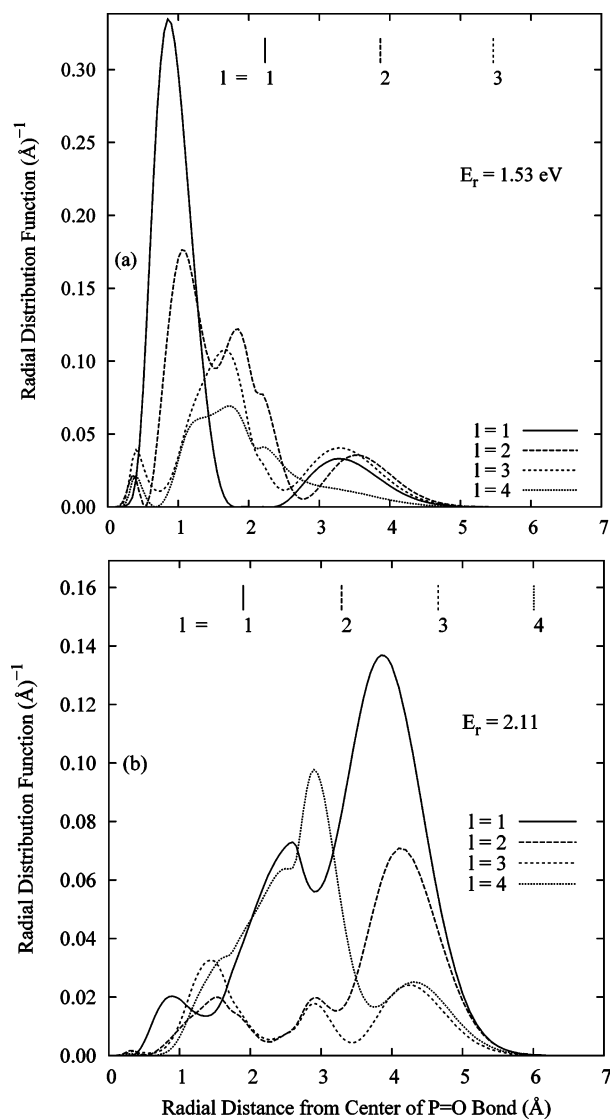 0.30
0.25
0.20
0.15
0.10
0.05
0.00
Radial Distribution Function (Å)⁻¹
l = 1 2 3
E_r = 1.53 eV
(a)
l = 1
l = 2
l = 3
l = 4
0 1 2 3 4 5 6 7
0.16
0.14
0.12
0.10
0.08
0.06
0.04
0.02
0.00
Radial Distribution Function (Å)⁻¹
l = 1 2 3 4
E_r = 2.11
(b)
l = 1
l = 2
l = 3
l = 4
0 1 2 3 4 5 6 7
Radial Distance from Center of P=O Bond (Å)